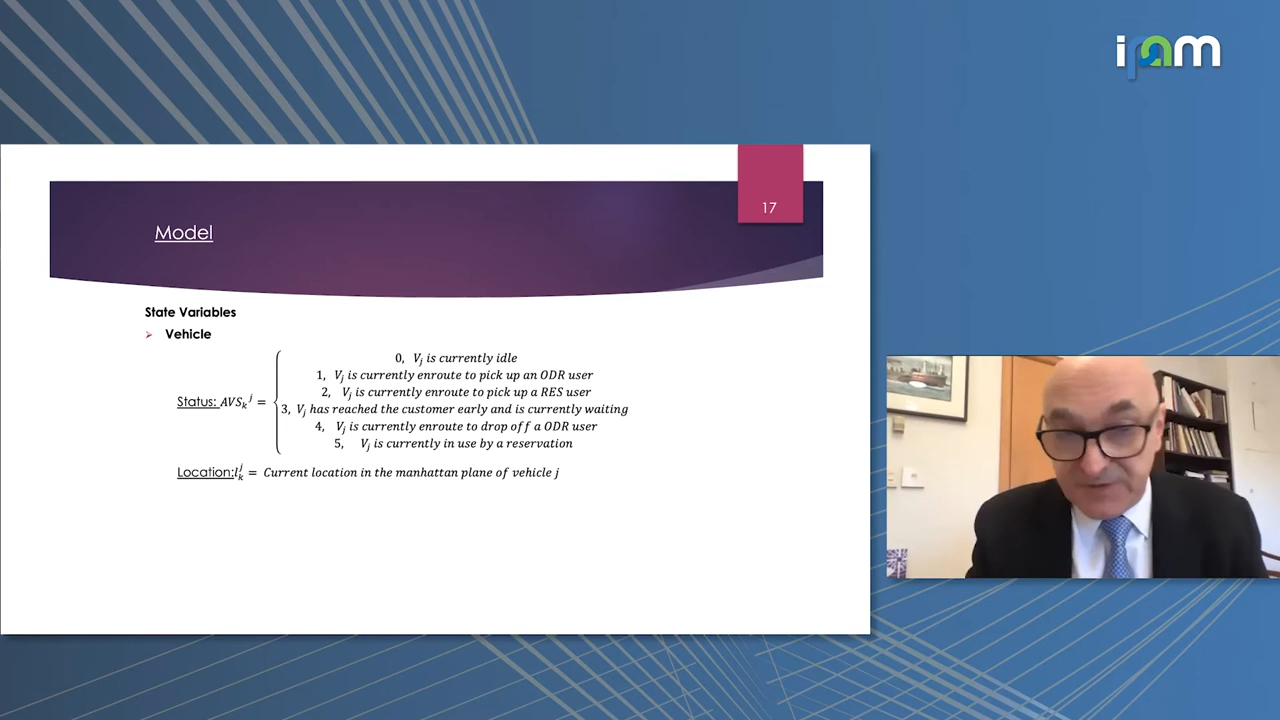 ipam
17
Model
State Variables
➢ Vehicle
0, V_j is currently idle
1, V_j is currently enroute to pick up an ODR user
2, V_j is currently enroute to pick up a RES user
Status: AVS_k^j =
3, V_j has reached the customer early and is currently waiting
4, V_j is currently enroute to drop off a ODR user
5, V_j is currently in use by a reservation
Location:l_k^j = Current location in the manhattan plane of vehicle j